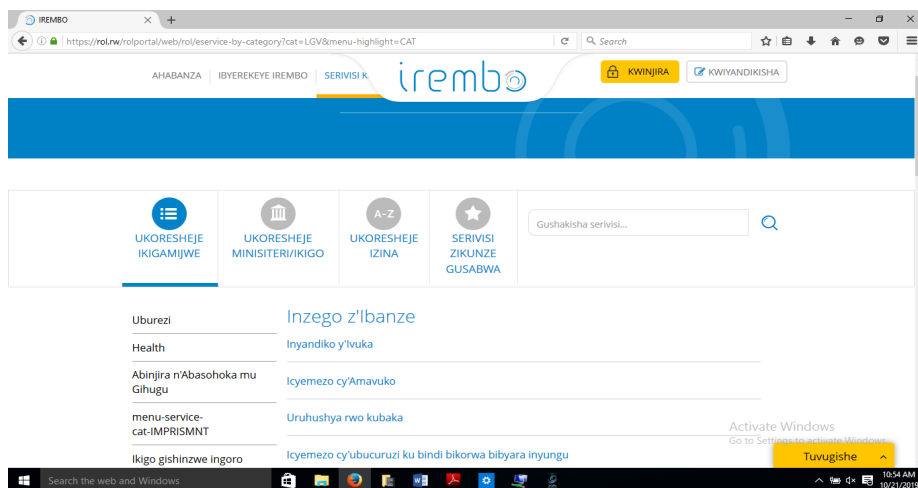 IREMBO
https://rol.rw/rolportal/web/rol/eservice-by-category?cat=LGV&menu-highlight=CAT
Search
AHABANZA
IBYEREKEYE IREMBO
SERIVISI K
irembo
KWINJIRA
KWIYANDIKISHA
UKORESHEJE
IKIGAMIJWE
UKORESHEJE
MINISITERI/IKIGO
A-Z
UKORESHEJE
IZINA
SERIVISI
ZIKUNZE
GUSABWA
Gushakisha serivisi...
Uburezi
Health
Abinjira n'Abasohoka mu
Gihugu
menu-service-
cat-IMPRISMNT
Ikigo gishinzwe ingoro
Inzego z'Ibanze
Inyandiko y'Ivuka
Icyemezo cy'Amavuko
Uruhushya rwo kubaka
Icyemezo cy'ubucuruzi ku bindi bikorwa bibyara inyungu
Activate Windows
Go to Settings to activate Windows.
Tuvugishe
Search the web and Windows
10:54 AM
10/21/2019